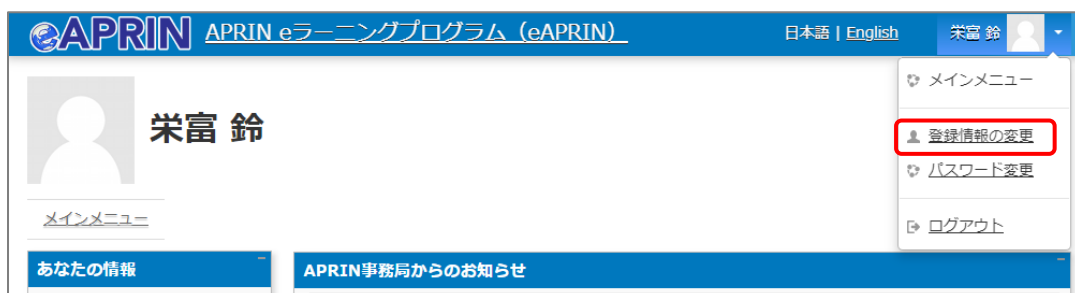 eAPRIN APRIN eラーニングプログラム（eAPRIN） 日本語 | English 栄富 鈴
メインメニュー
栄富 鈴
登録情報の変更
パスワード変更
メインメニュー
ログアウト
あなたの情報
APRIN事務局からのお知らせ